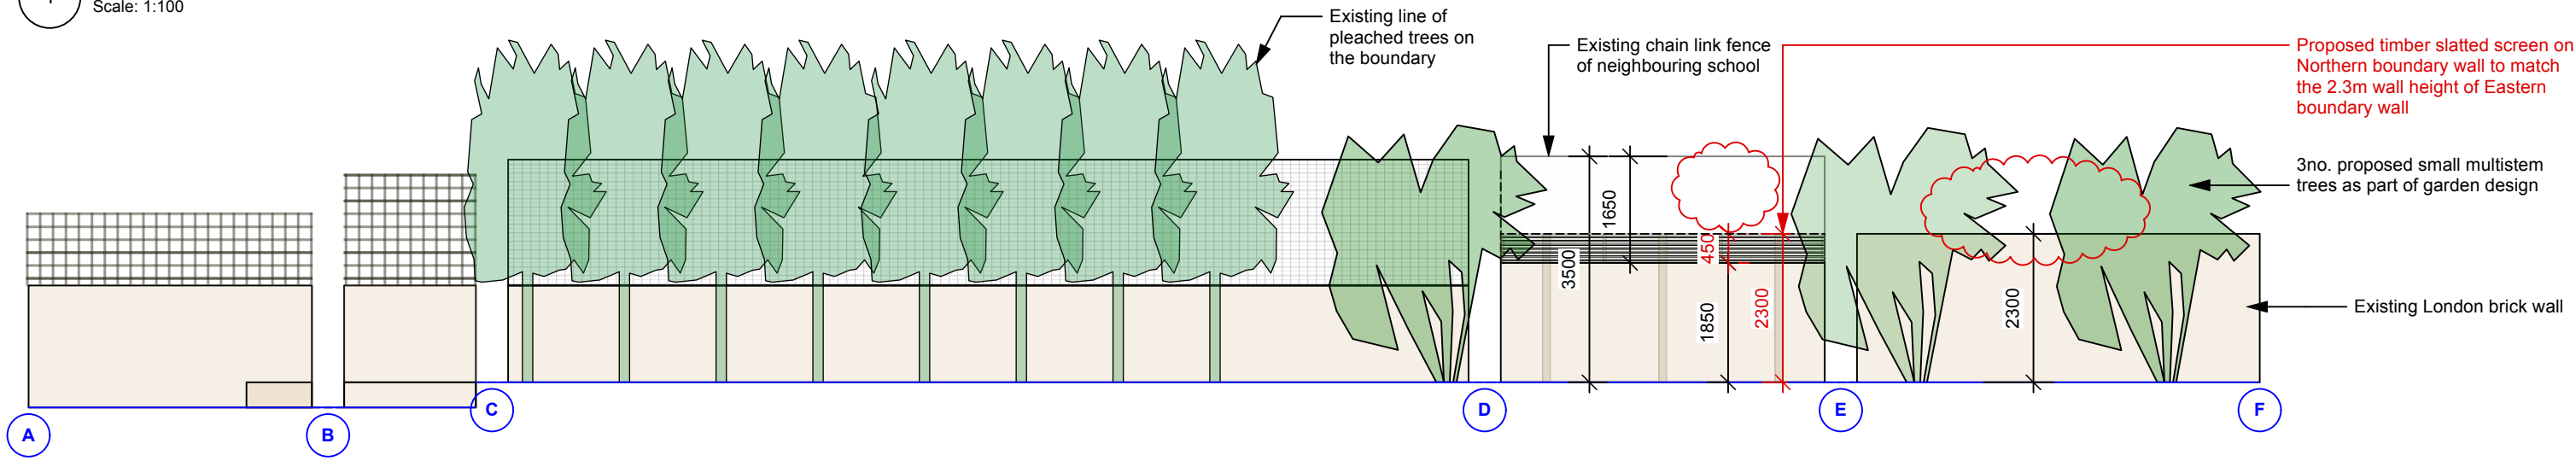 Scale: 1:100
Existing line of
pleached trees on
the boundary
Existing chain link fence
of neighbouring school
Proposed timber slatted screen on
Northern boundary wall to match
the 2.3m wall height of Eastern
boundary wall
3no. proposed small multistem
trees as part of garden design
Existing London brick wall
1650
3500
450
1850
2300
2300
A
B
C
D
E
F